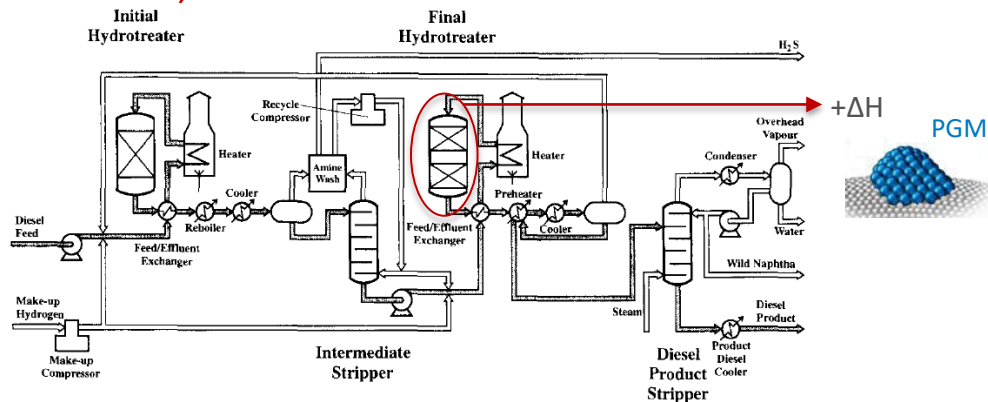 Initial
Hydrotreater
Final
Hydrotreater
H2S
Recycle
Compressor
+ΔH
PGM
Overhead
Vapour
Condenser
Heater
Amine
Wash
Heater
Cooler
Preheater
Diesel
Feed
Reboiler
Feed/Effluent
Exchanger
Feed/Effluent
Exchanger
Cooler
Water
Wild Naphtha
Make-up
Hydrogen
Steam
Diesel
Product
Make-up
Compressor
Intermediate
Stripper
Diesel
Product
Stripper
Product
Diesel
Cooler